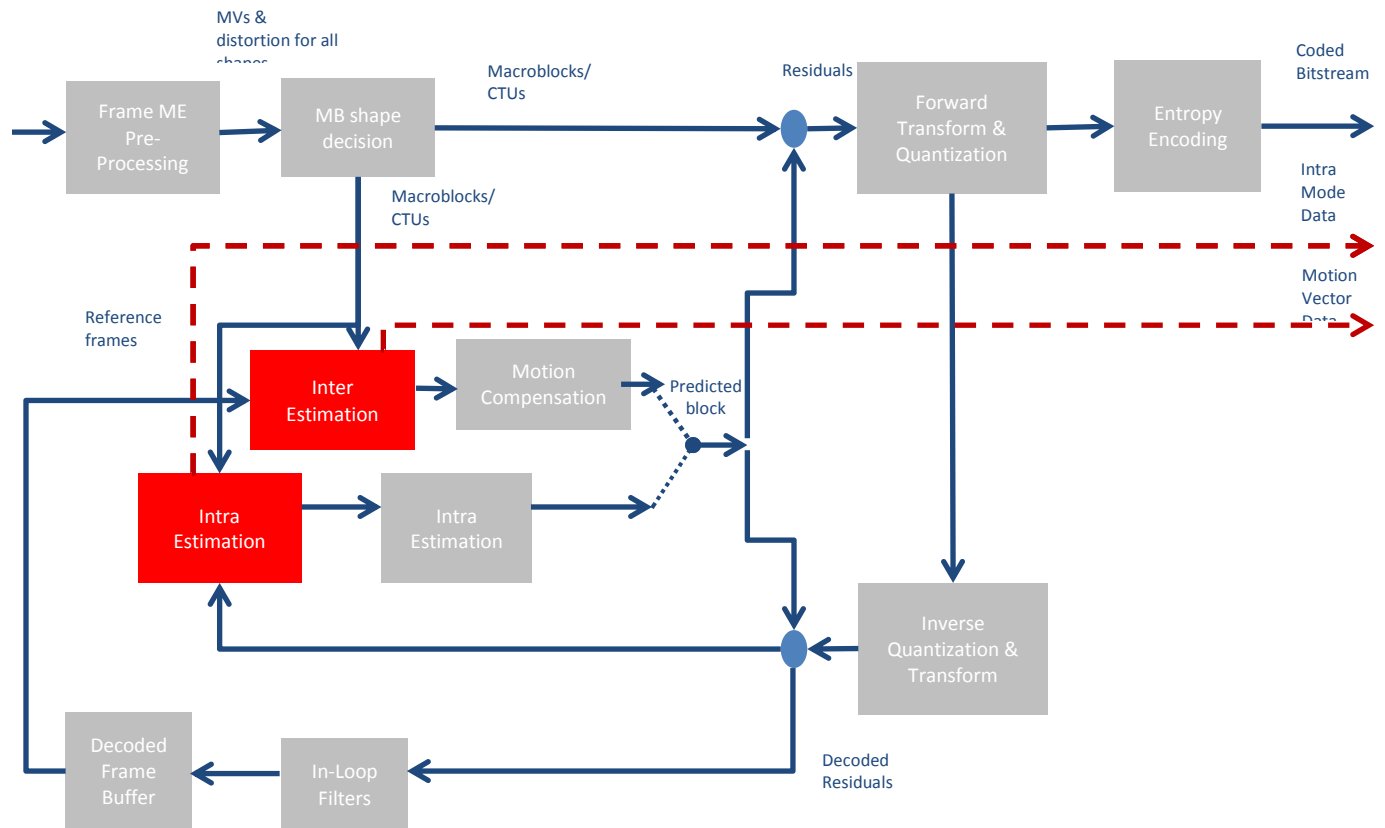 MVs &
distortion for all
shapes
Macroblocks/
CTUs
Residuals
Coded
Bitstream
Frame ME
Pre-
Processing
MB shape
decision
Forward
Transform &
Quantization
Entropy
Encoding
Macroblocks/
CTUs
Intra
Mode
Data
Motion
Vector
Data
Reference
frames
Inter
Estimation
Motion
Compensation
Predicted
block
Intra
Estimation
Intra
Estimation
Inverse
Quantization &
Transform
Decoded
Frame
Buffer
In-Loop
Filters
Decoded
Residuals